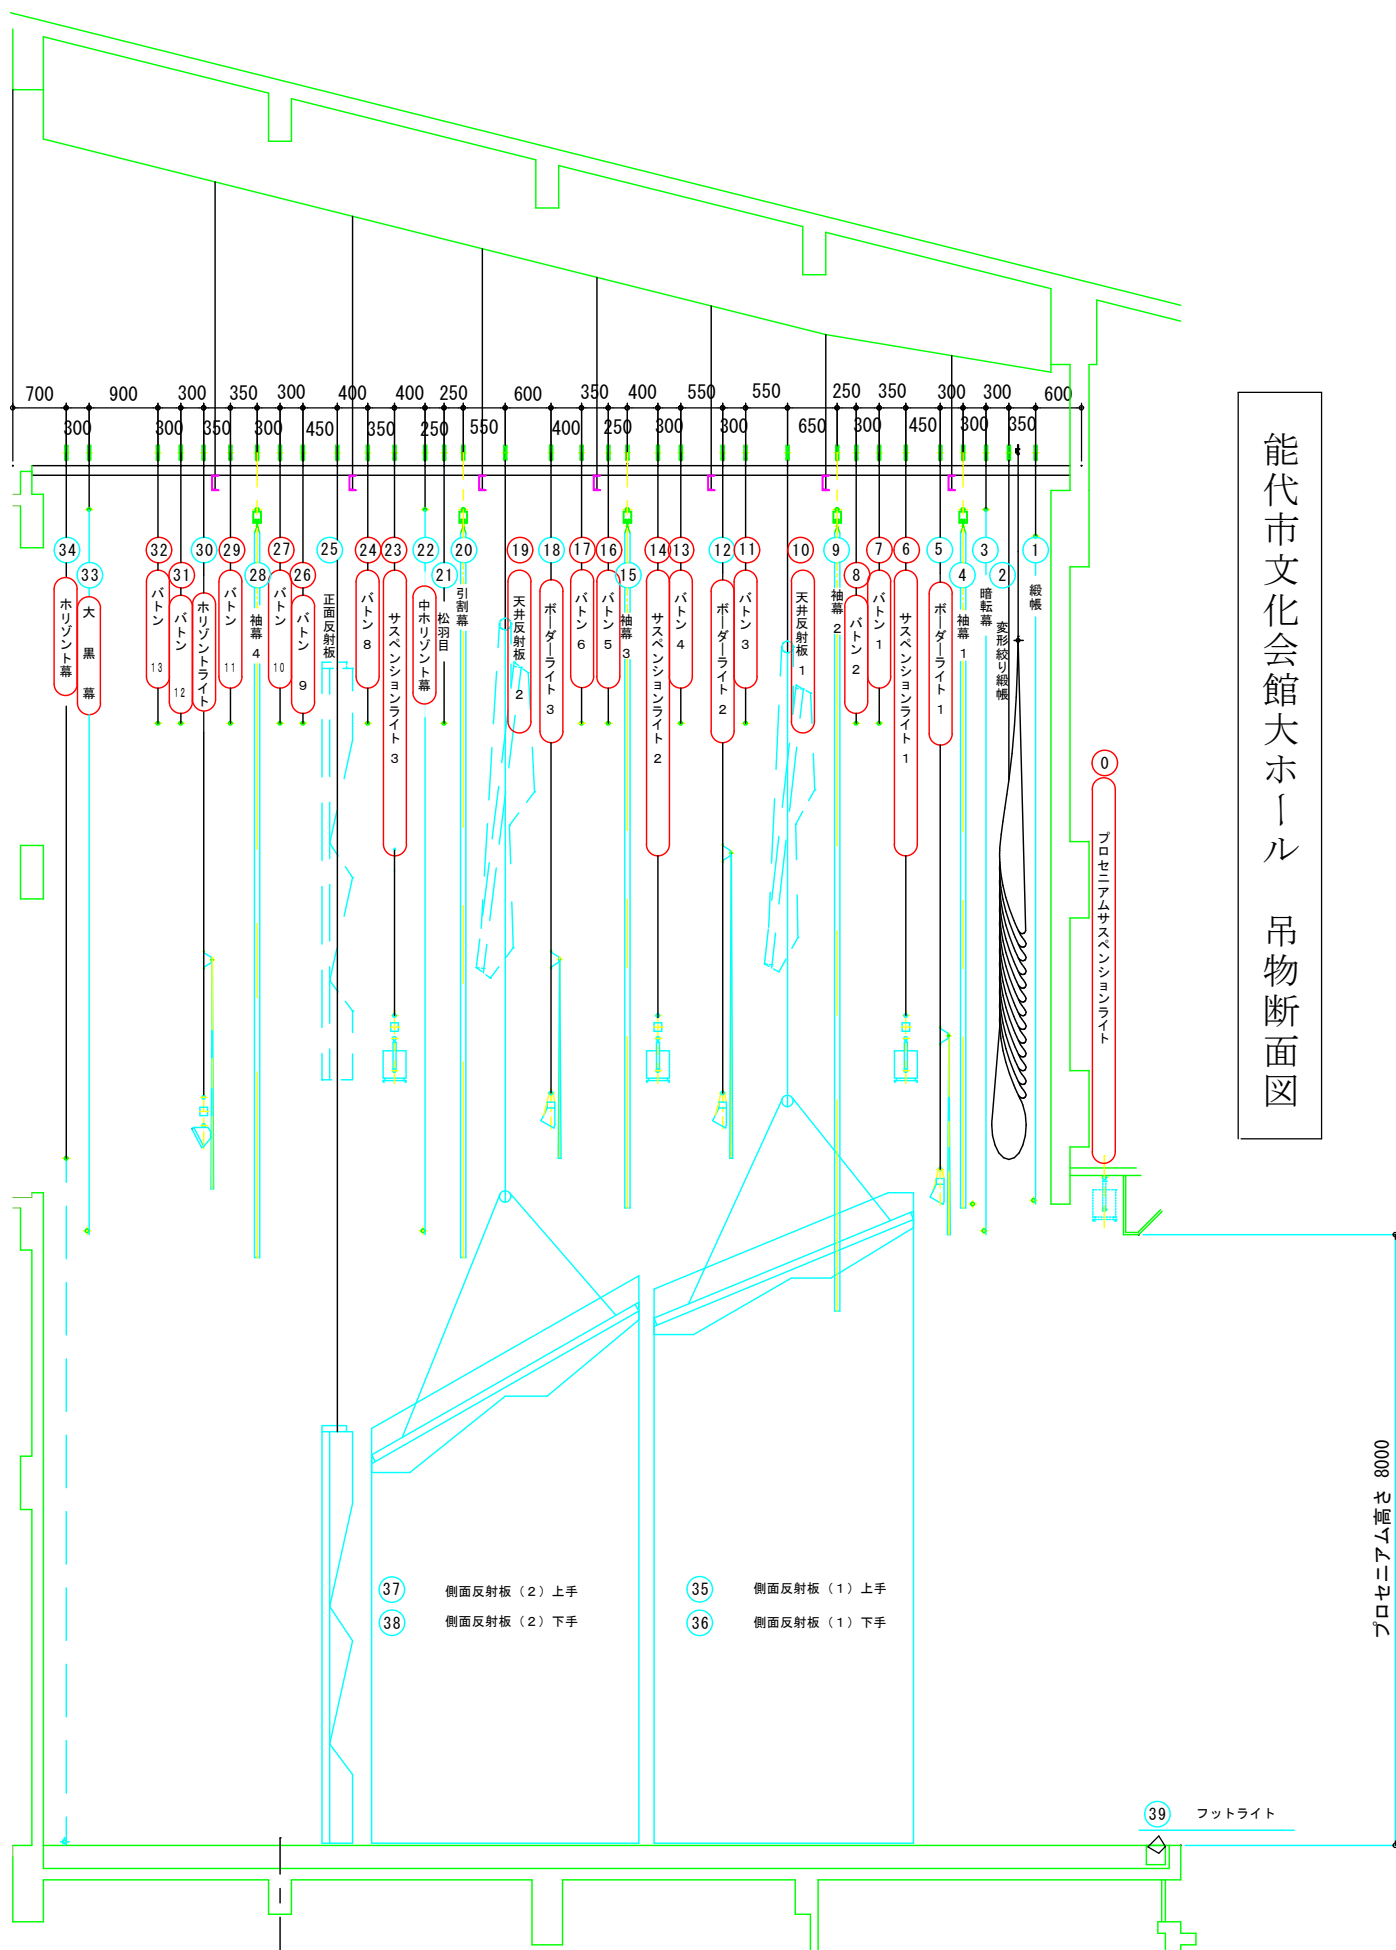 能代市文化会館大ホール　吊物断面図
700 900 300 350 300 400 400 250 600 350 400 550 550 250 350 300 300 600
300 300 350 300 450 350 250 550 400 250 300 300 650 300 450 300 350
34 ホリゾント幕
33 大黒幕
32 バトン 13
31 バトン 12
30 ホリゾントライト
29 バトン 11
28 袖幕 4
27 バトン 10
26 バトン 9
25 正面反射板
24 バトン 8
23 サスペンションライト 3
22 中ホリゾント幕
21 松羽目
20 引割幕
19 天井反射板 2
18 ボーダーライト 3
17 バトン 6
16 バトン 5
15 袖幕 3
14 サスペンションライト 2
13 バトン 4
12 ボーダーライト 2
11 バトン 3
10 天井反射板 1
9 袖幕 2
8 バトン 2
7 バトン 1
6 サスペンションライト 1
5 ボーダーライト 1
4 袖幕 1
3 暗転幕
2 変形絞り緞帳
1 緞帳
0 プロセニアムサスペンションライト
37 側面反射板（2）上手
38 側面反射板（2）下手
35 側面反射板（1）上手
36 側面反射板（1）下手
プロセニアム高さ 8000
39 フットライト